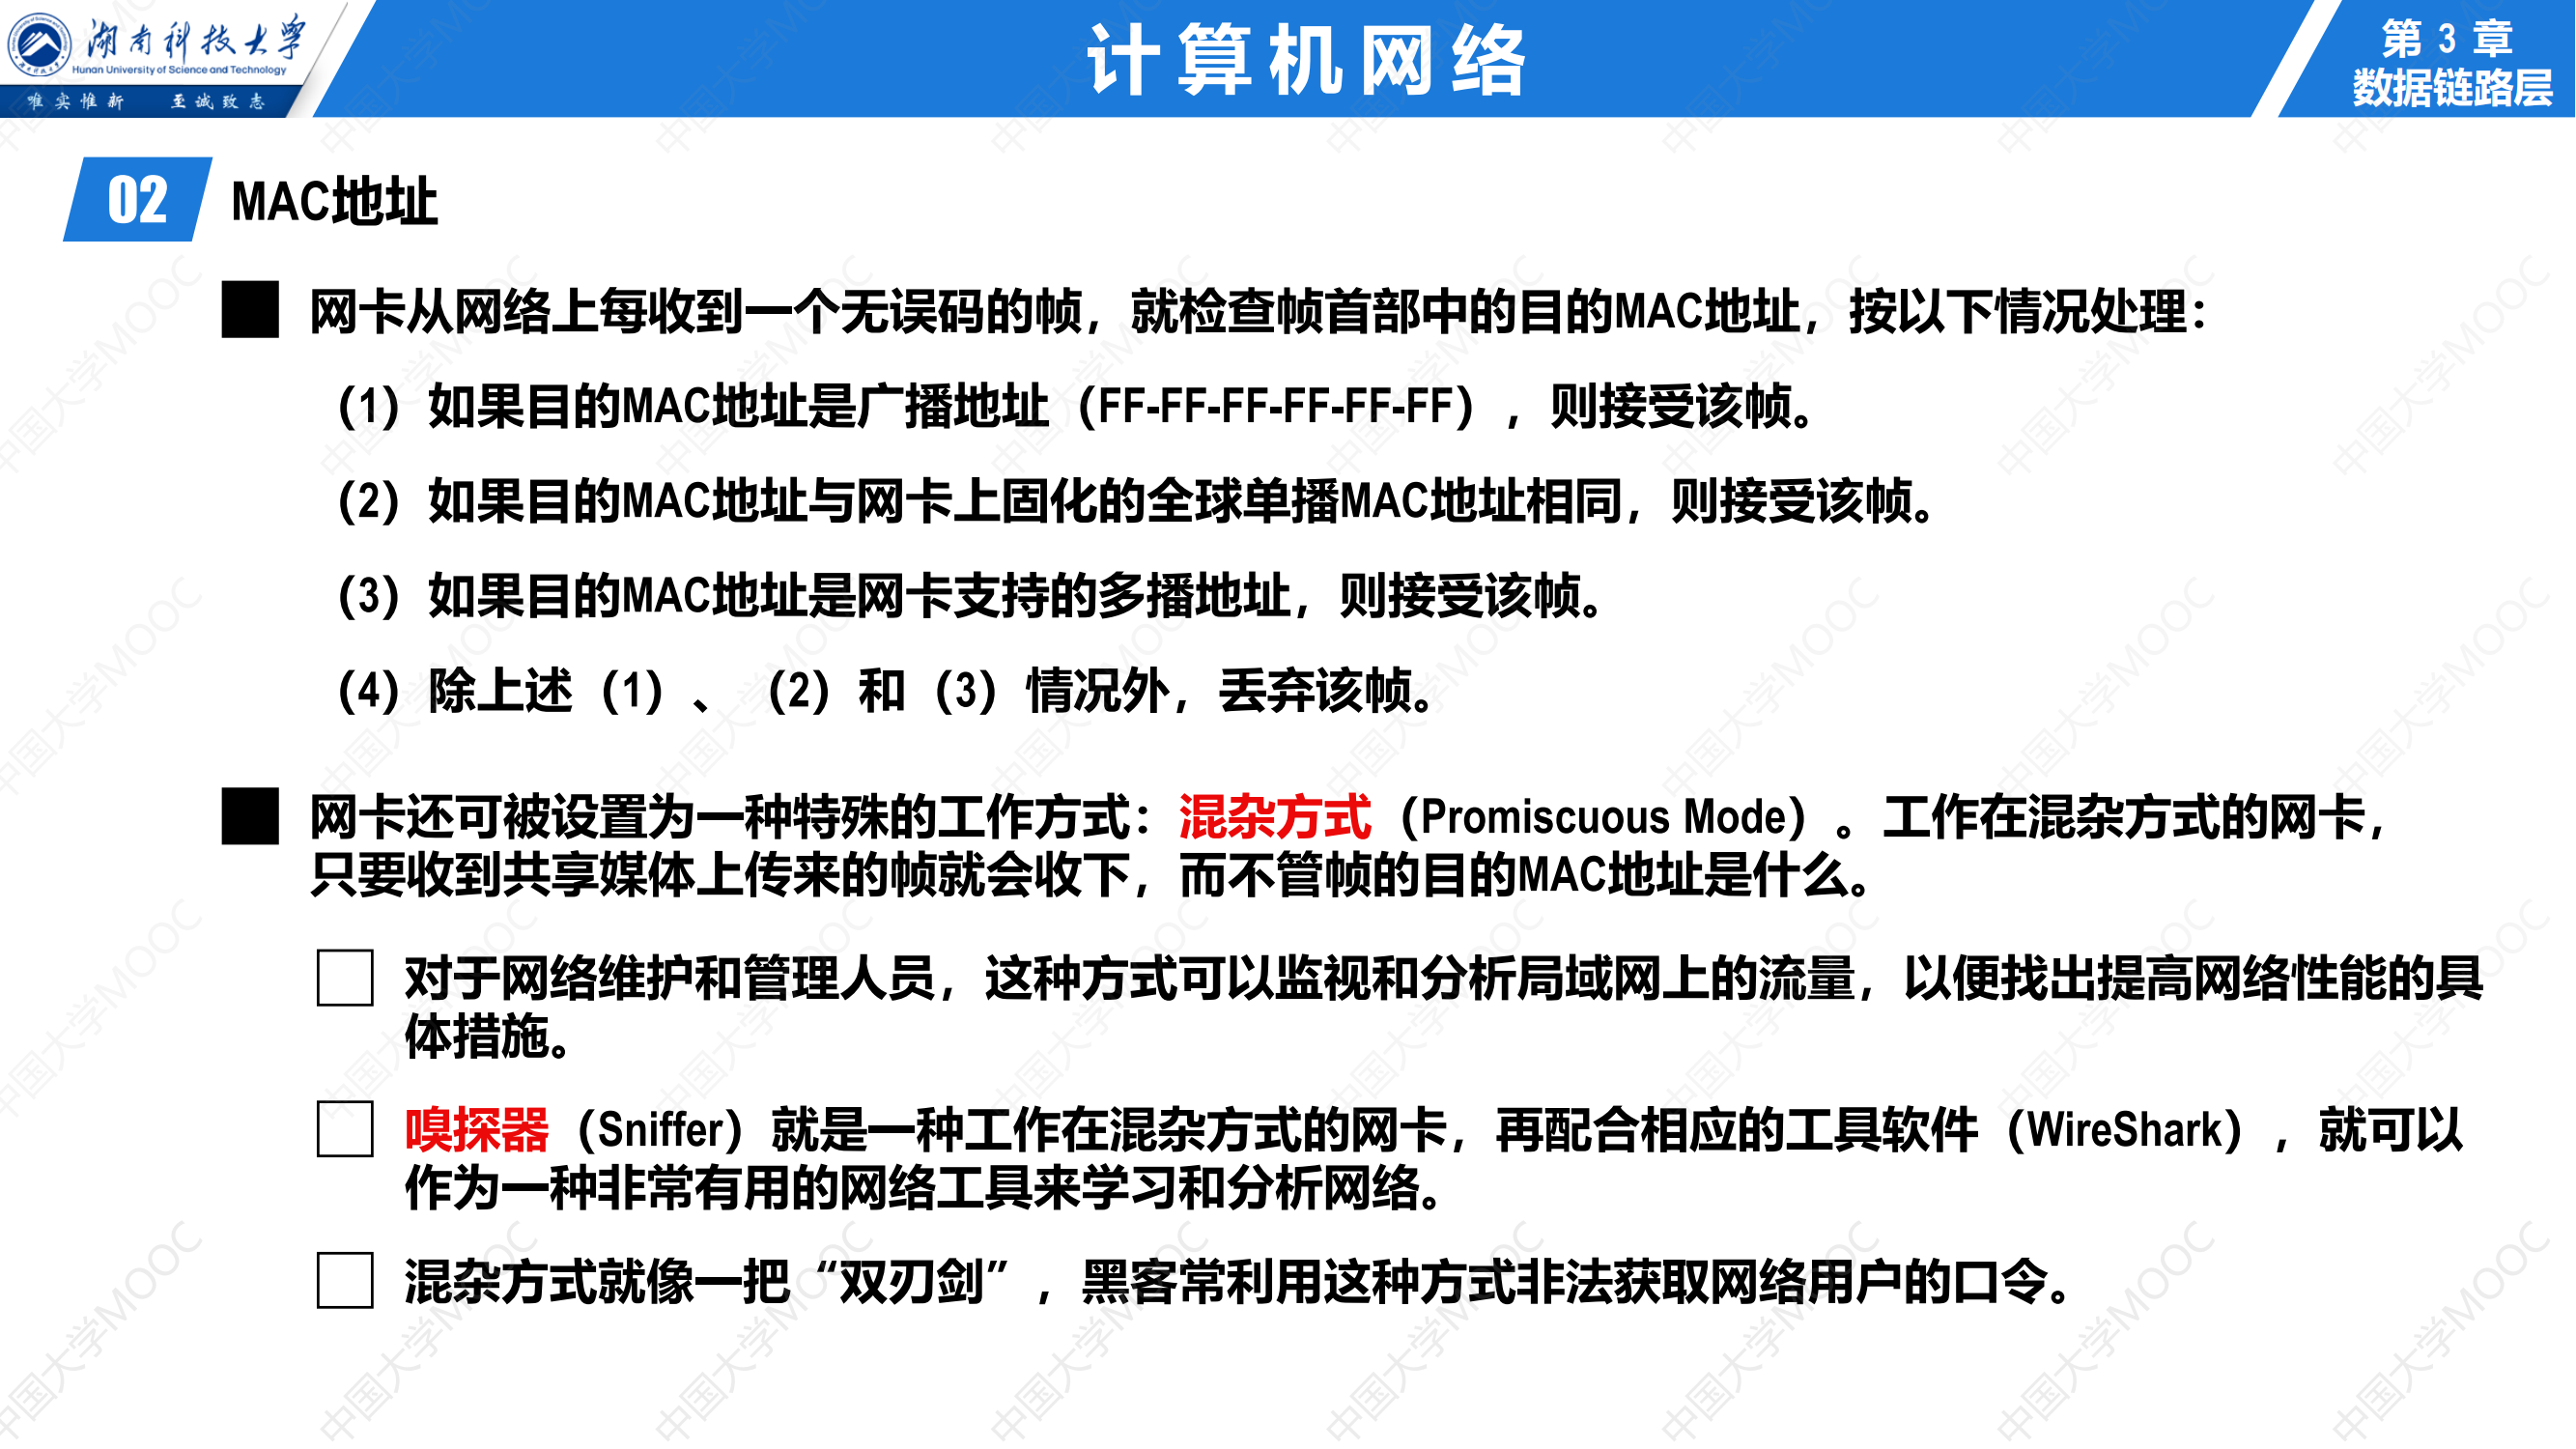 湖南科技大学
Hunan University of Science and Technology
唯实惟新 至诚致志
计算机网络
第 3 章
数据链路层
02 MAC地址
网卡从网络上每收到一个无误码的帧，就检查帧首部中的目的MAC地址，按以下情况处理：
（1）如果目的MAC地址是广播地址（FF-FF-FF-FF-FF-FF），则接受该帧。
（2）如果目的MAC地址与网卡上固化的全球单播MAC地址相同，则接受该帧。
（3）如果目的MAC地址是网卡支持的多播地址，则接受该帧。
（4）除上述（1）、（2）和（3）情况外，丢弃该帧。
网卡还可被设置为一种特殊的工作方式：混杂方式（Promiscuous Mode）。工作在混杂方式的网卡，
只要收到共享媒体上传来的帧就会收下，而不管帧的目的MAC地址是什么。
对于网络维护和管理人员，这种方式可以监视和分析局域网上的流量，以便找出提高网络性能的具
体措施。
嗅探器（Sniffer）就是一种工作在混杂方式的网卡，再配合相应的工具软件（WireShark），就可以
作为一种非常有用的网络工具来学习和分析网络。
混杂方式就像一把“双刃剑”，黑客常利用这种方式非法获取网络用户的口令。
中国大学MOOC